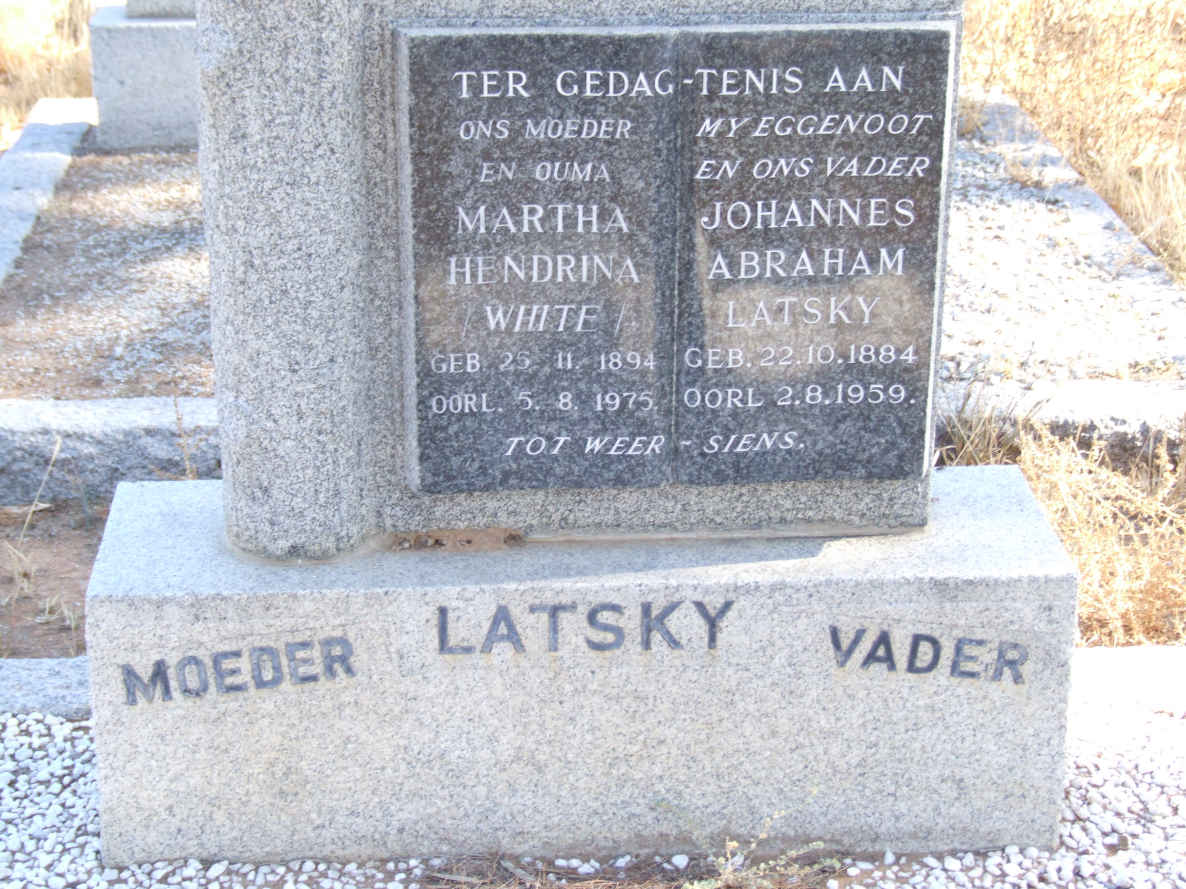 TER GEDAG-TENIS AAN
ONS MOEDER
EN OUMA
MARTHA
HENDRINA
/WHITE/.
GEB 25. 11. 1894
OORL. 5. 8. 1975.
MY EGGENOOT
EN ONS VADER
JOHANNES
ABRAHAM
LATSKY
GEB. 22.10.1884
OORL 2.8.1959.
TOT WEER - SIENS.
MOEDER LATSKY VADER